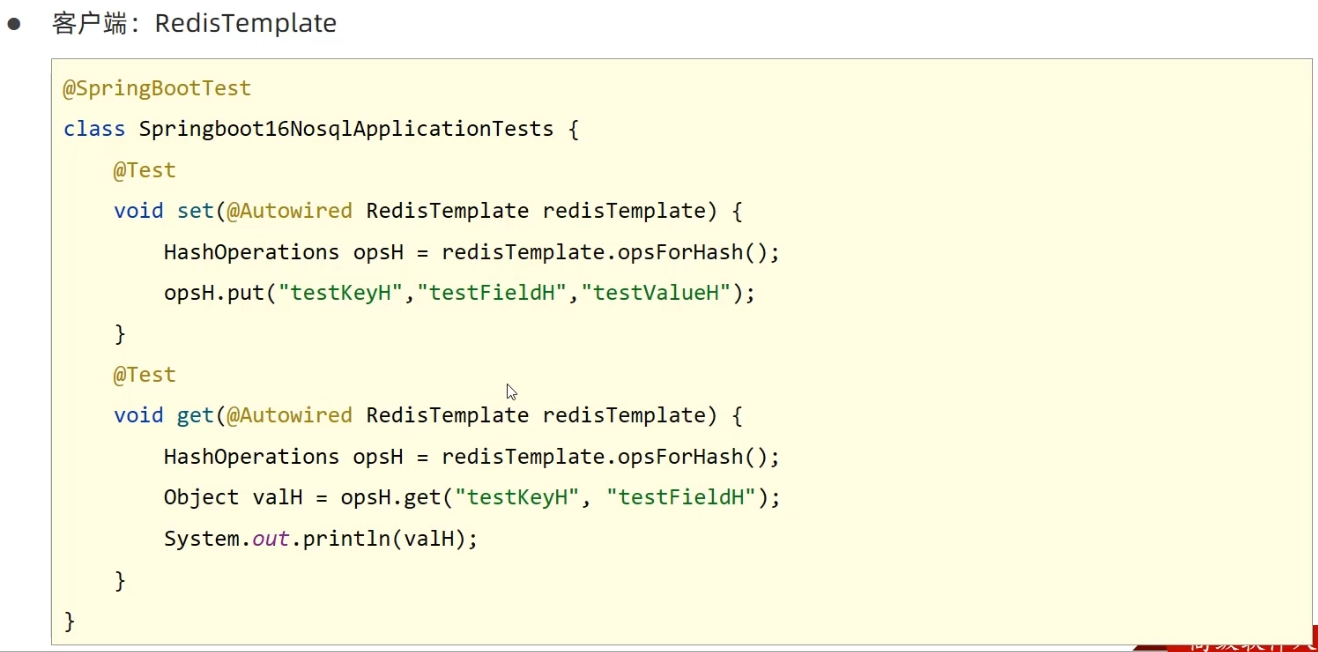 ● 客户端：RedisTemplate
@SpringBootTest
class Springboot16NosqlApplicationTests {
    @Test
    void set(@Autowired RedisTemplate redisTemplate) {
        HashOperations opsH = redisTemplate.opsForHash();
        opsH.put("testKeyH","testFieldH","testValueH");
    }
    @Test
    void get(@Autowired RedisTemplate redisTemplate) {
        HashOperations opsH = redisTemplate.opsForHash();
        Object valH = opsH.get("testKeyH", "testFieldH");
        System.out.println(valH);
    }
}